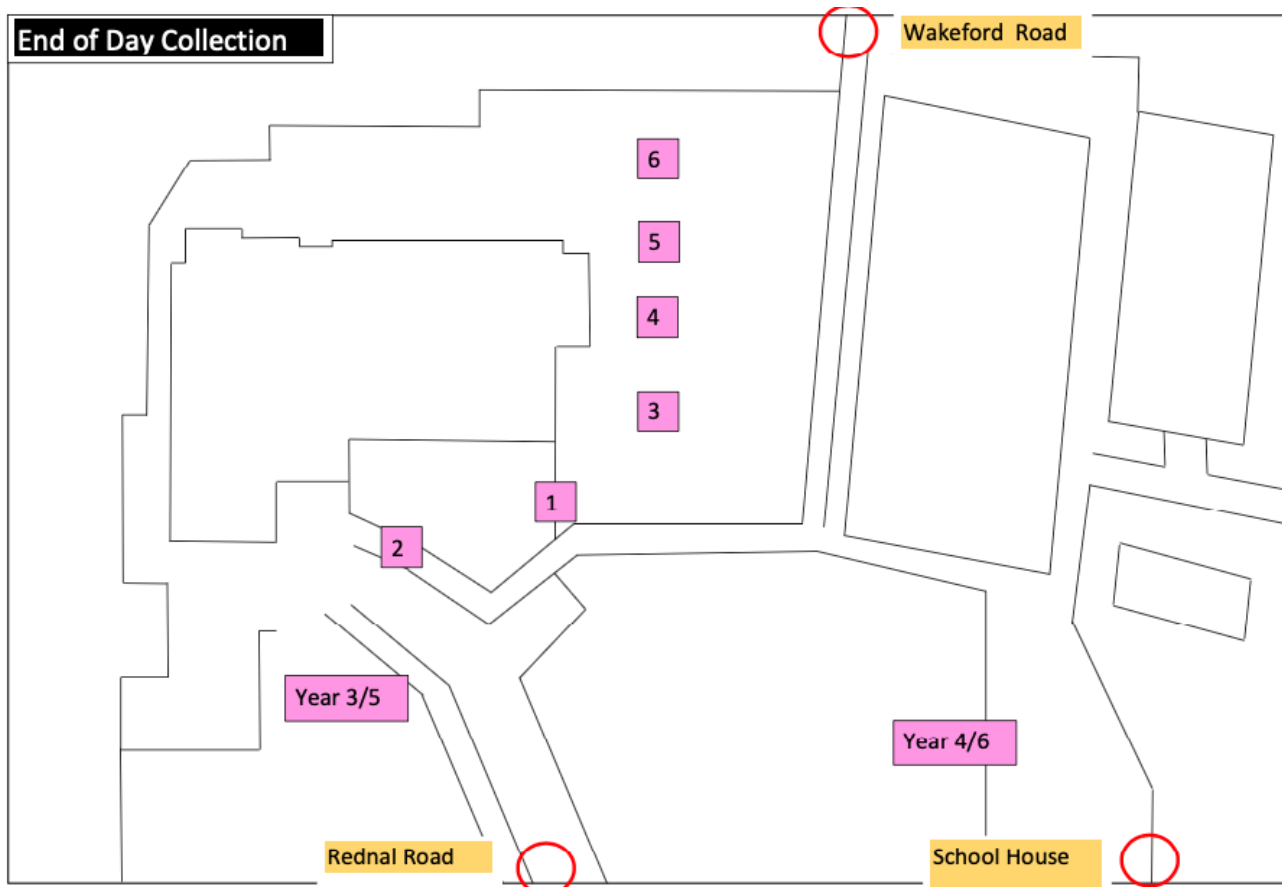 End of Day Collection
Wakeford Road
6
5
4
3
1
2
Year 3/5
Year 4/6
Rednal Road
School House